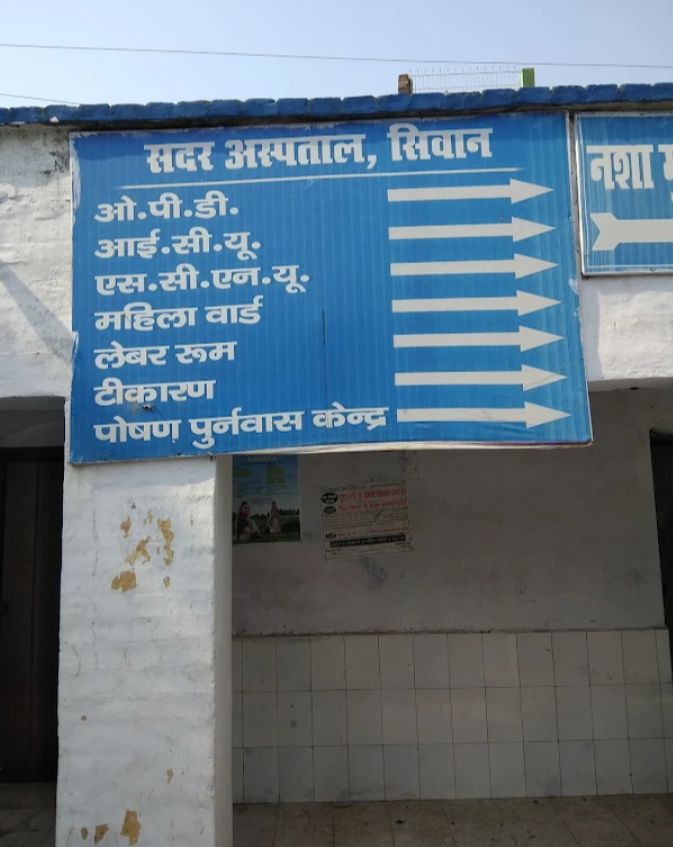 सदर अस्पताल, सिवान
ओ.पी.डी.
आई.सी.यू.
एस.सी.एन.यू.
महिला वार्ड
लेबर रूम
टीकारण
पोषण पुर्नवास केन्द्र
नशा